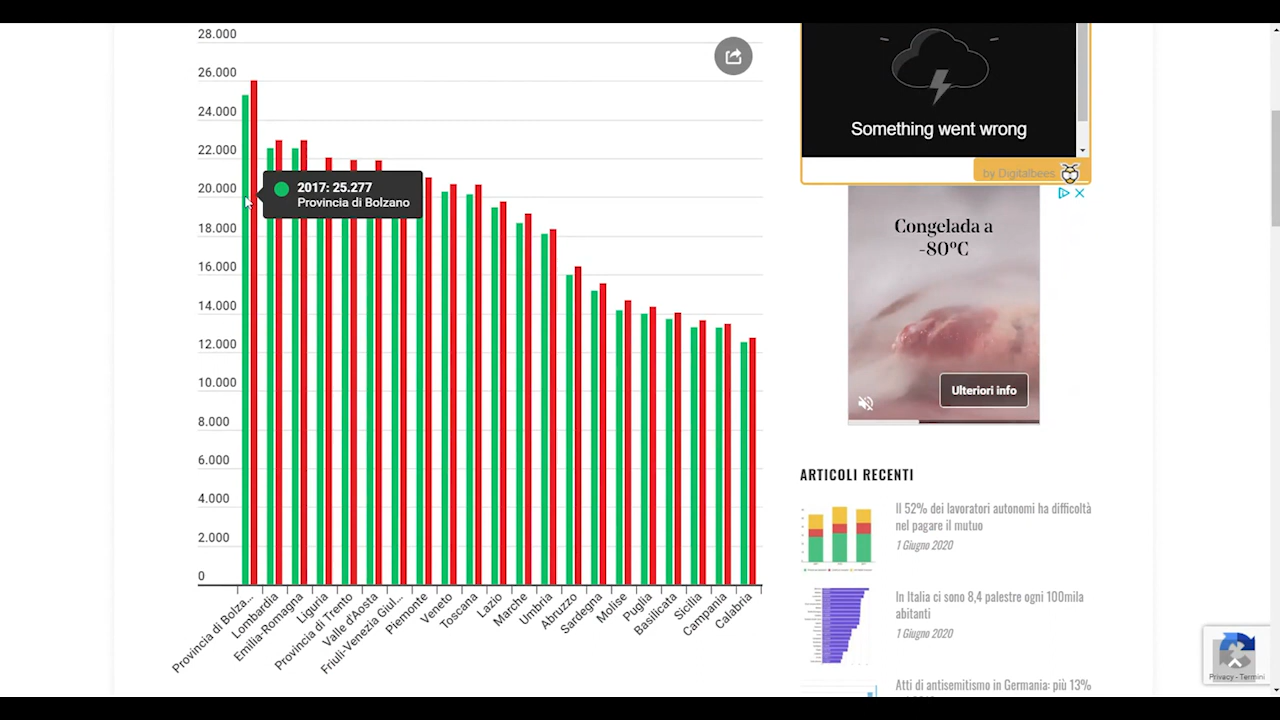 28.000
26.000
24.000
22.000
20.000
18.000
16.000
14.000
12.000
10.000
8.000
6.000
4.000
2.000
0
2017: 25.277
Provincia di Bolzano
Provincia di Bolza...
Lombardia
Emilia-Romagna
Liguria
Provincia di Trento
Valle d'Aosta
Friuli-Venezia Giul...
Piemonte
Veneto
Toscana
Lazio
Marche
Umbria
Abruzzo
Sardegna
Molise
Puglia
Basilicata
Sicilia
Campania
Calabria
Something went wrong
by Digitalbees
Congelada a
-80ºC
Ulteriori info
ARTICOLI RECENTI
Il 52% dei lavoratori autonomi ha difficoltà
nel pagare il mutuo
1 Giugno 2020
In Italia ci sono 8,4 palestre ogni 100mila
abitanti
1 Giugno 2020
Atti di antisemitismo in Germania: più 13%
Privacy - Termini